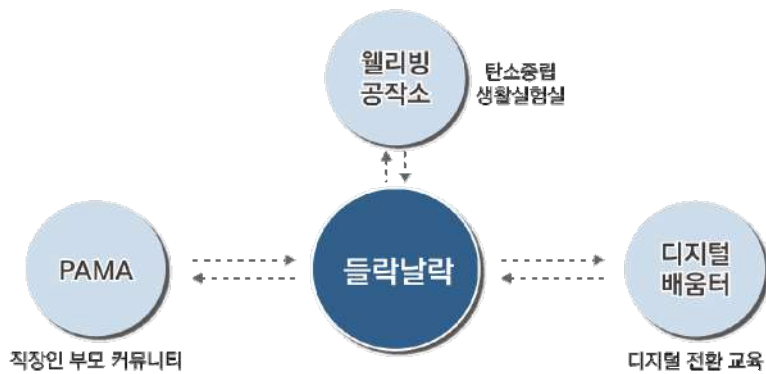 웰리빙
공작소
탄소중립
생활실험실
PAMA
들락날락
디지털
배움터
직장인 부모 커뮤니티
디지털 전환 교육